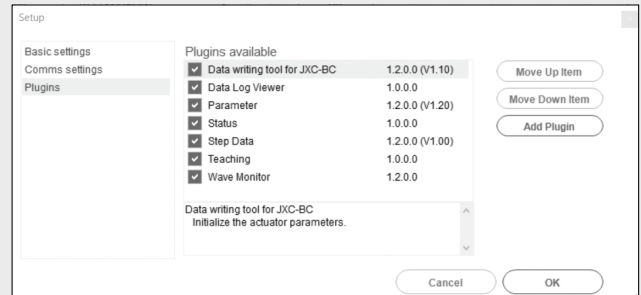 Setup
Basic settings
Comms settings
Plugins
Plugins available
Data writing tool for JXC-BC 1.2.0.0 (V1.10)
Data Log Viewer 1.0.0.0
Parameter 1.2.0.0 (V1.20)
Status 1.0.0.0
Step Data 1.2.0.0 (V1.00)
Teaching 1.0.0.0
Wave Monitor 1.2.0.0
Data writing tool for JXC-BC
Initialize the actuator parameters.
Move Up Item
Move Down Item
Add Plugin
Cancel
OK